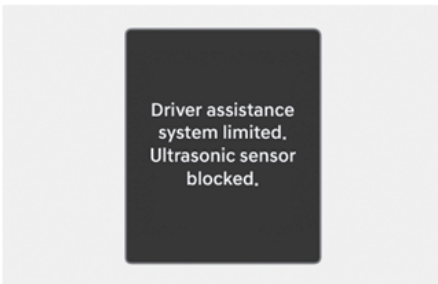 Driver assistance
system limited.
Ultrasonic sensor
blocked.